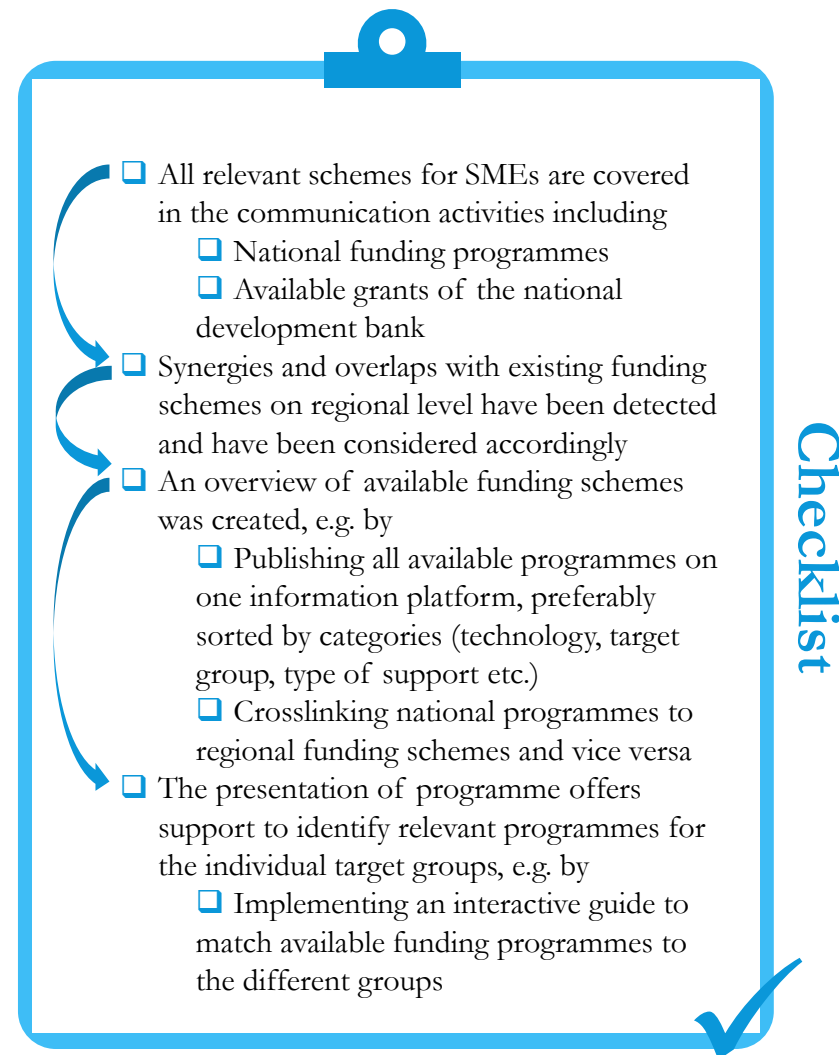 ❑ All relevant schemes for SMEs are covered
in the communication activities including
❑ National funding programmes
❑ Available grants of the national
development bank
❑ Synergies and overlaps with existing funding
schemes on regional level have been detected
and have been considered accordingly
❑ An overview of available funding schemes
was created, e.g. by
❑ Publishing all available programmes on
one information platform, preferably
sorted by categories (technology, target
group, type of support etc.)
❑ Crosslinking national programmes to
regional funding schemes and vice versa
❑ The presentation of programme offers
support to identify relevant programmes for
the individual target groups, e.g. by
❑ Implementing an interactive guide to
match available funding programmes to
the different groups
Checklist